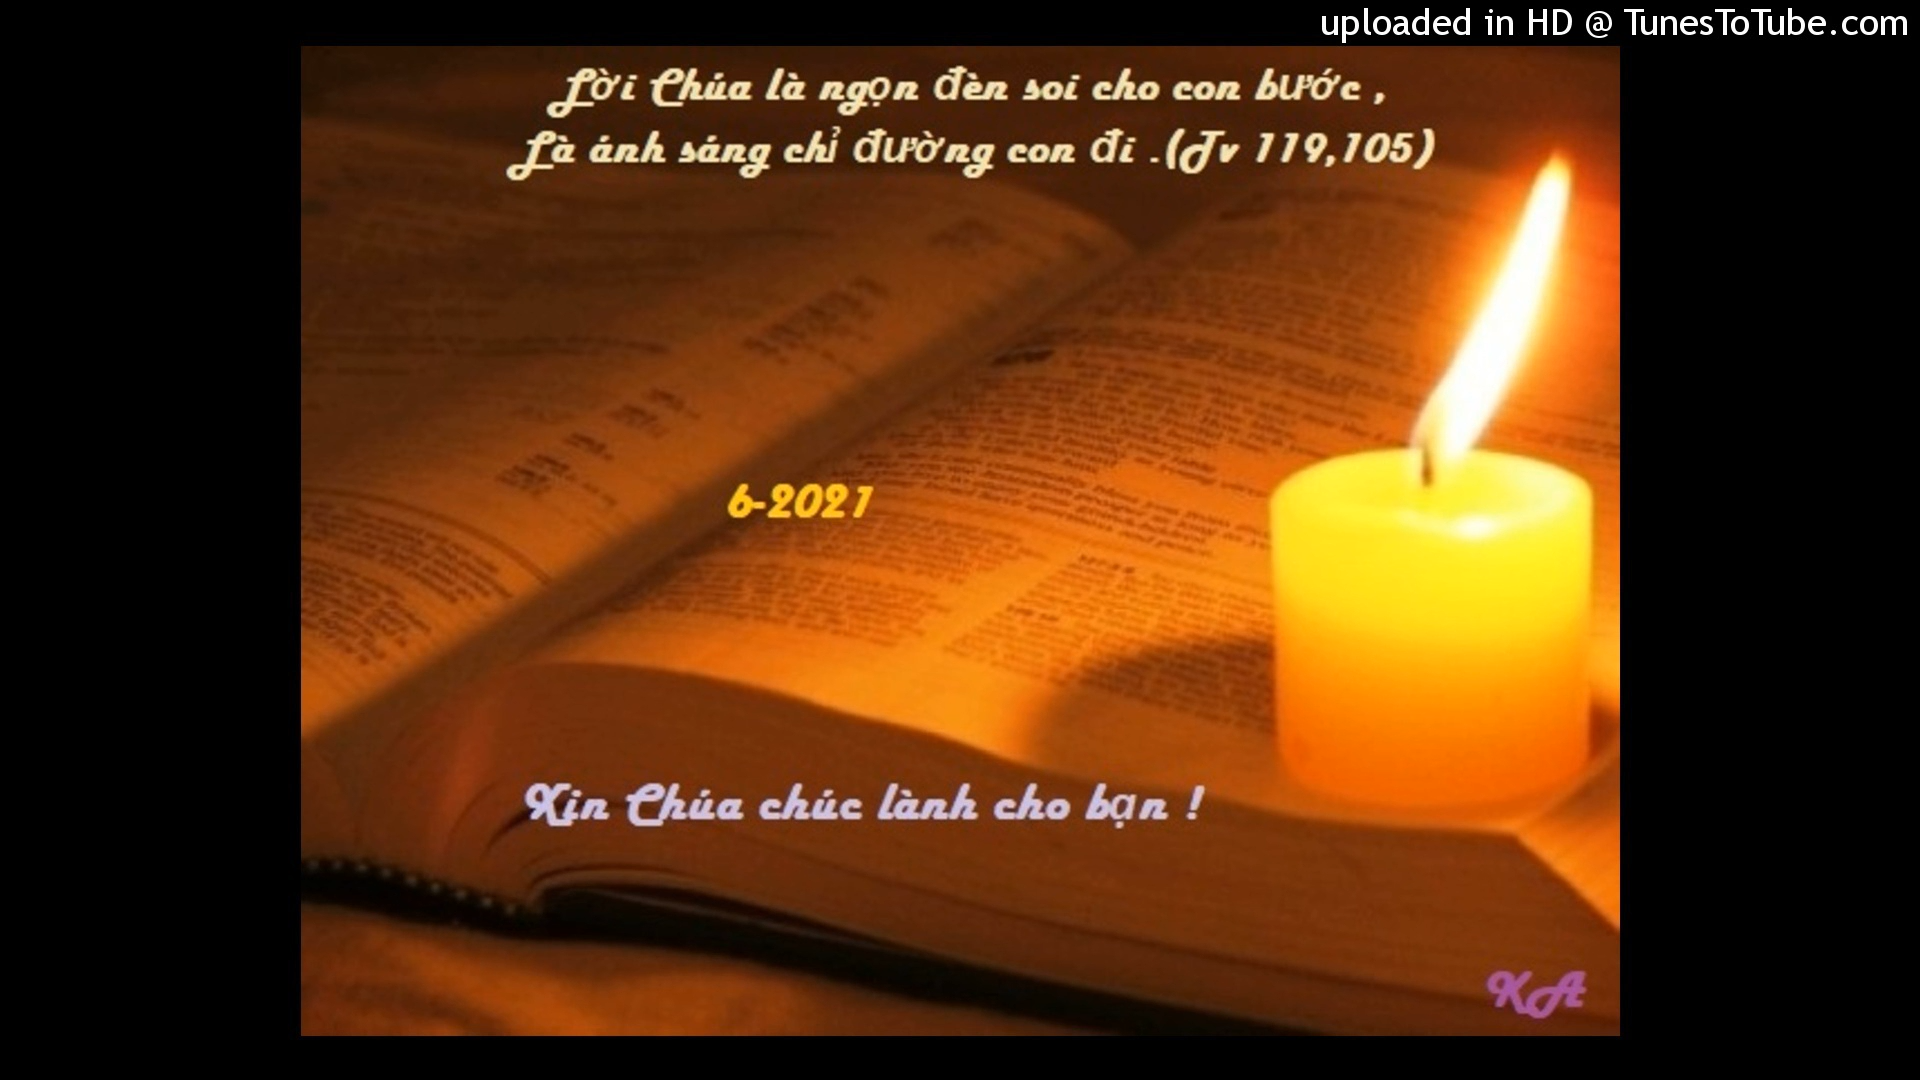 uploaded in HD @ TunesToTube.com
Lời Chúa là ngọn đèn soi cho con bước ,
Là ánh sáng chỉ đường con đi .(Tv 119,105)
6-2021
Xin Chúa chúc lành cho bạn !
KA